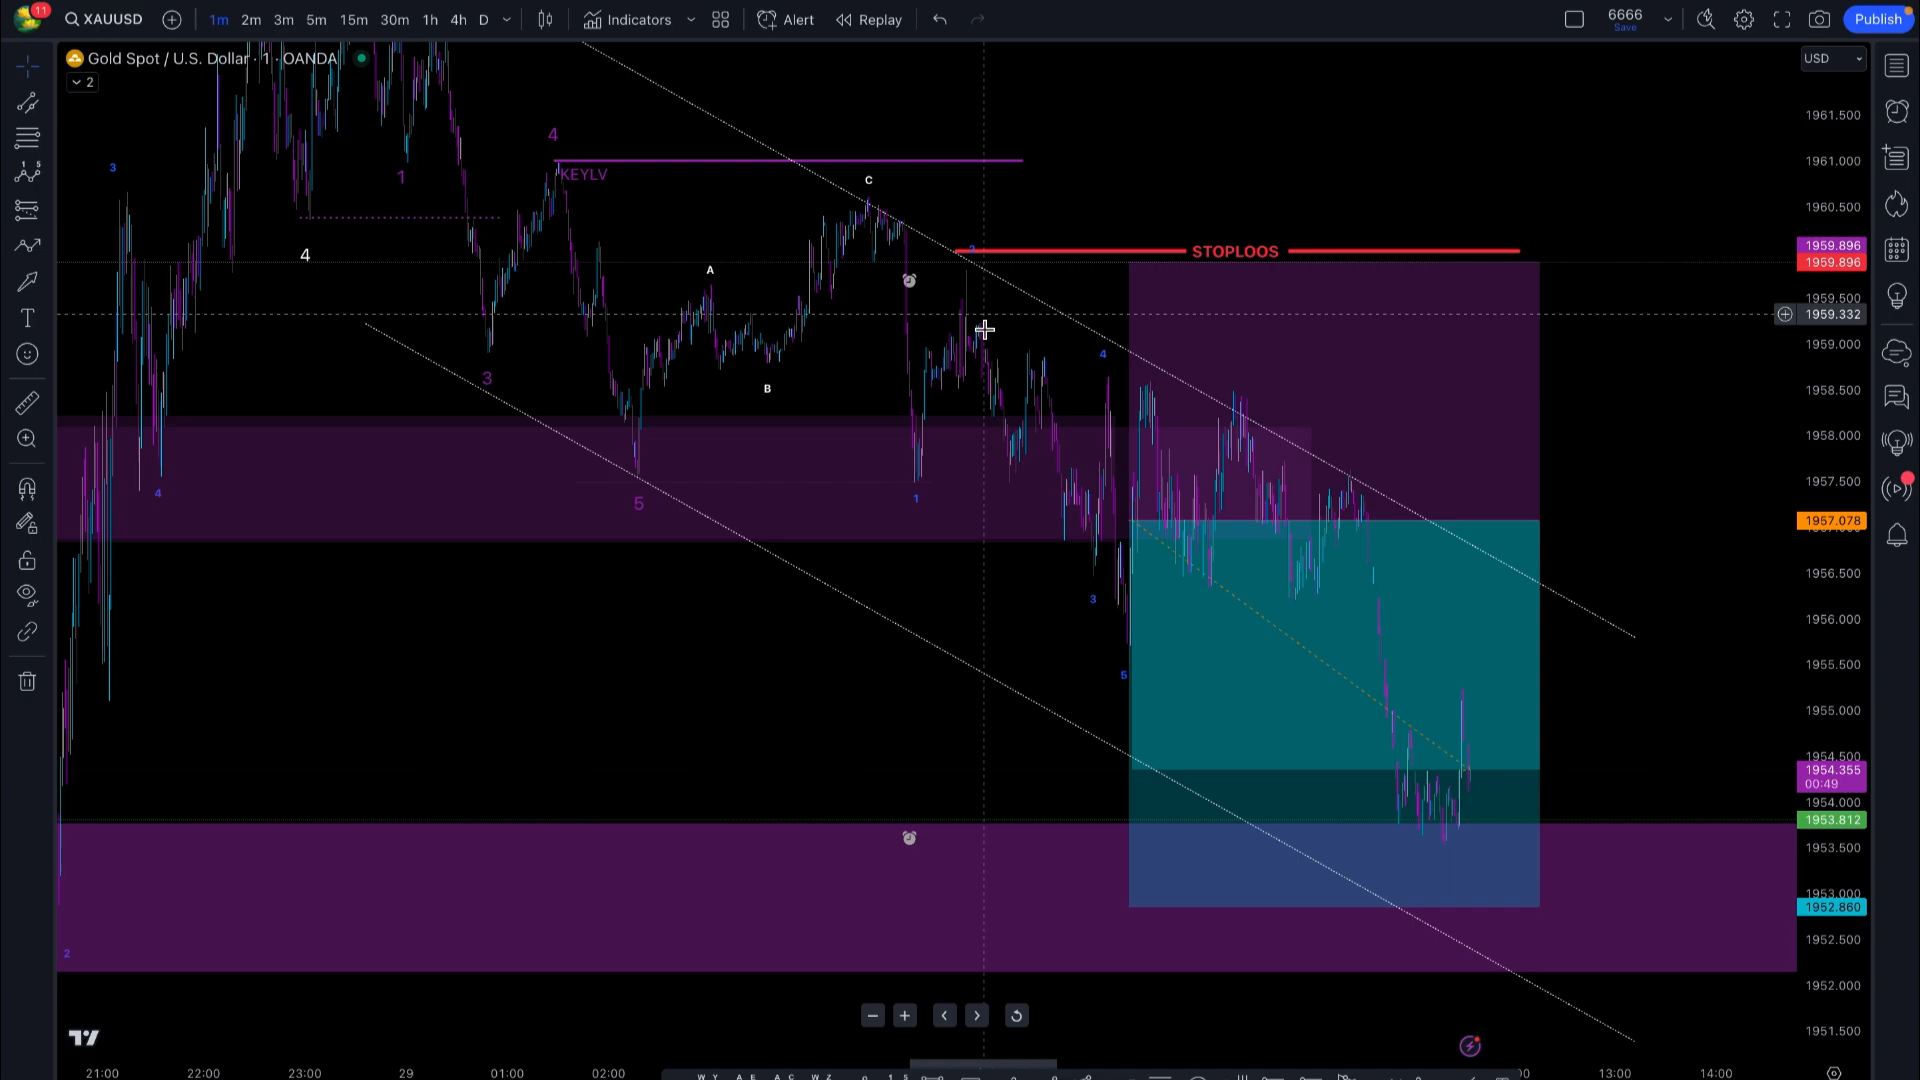 11
XAUUSD
1m 2m 3m 5m 15m 30m 1h 4h D
Indicators
Alert
Replay
6666
Save
Publish
Gold Spot / U.S. Dollar · 1 · OANDA
2
USD
1961.500
1961.000
1960.500
1959.896
1959.896
1959.500
1959.332
1959.000
1958.500
1958.000
1957.500
1957.078
1956.500
1956.000
1955.500
1955.000
1954.500
1954.355
00:49
1954.000
1953.812
1953.500
1953.000
1952.860
1952.500
1952.000
1951.500
3
4
KEYLV
1
4
C
STOPLOOS
A
4
3
B
4
5
1
3
5
2
21:00 22:00 23:00 29 01:00 02:00 13:00 14:00